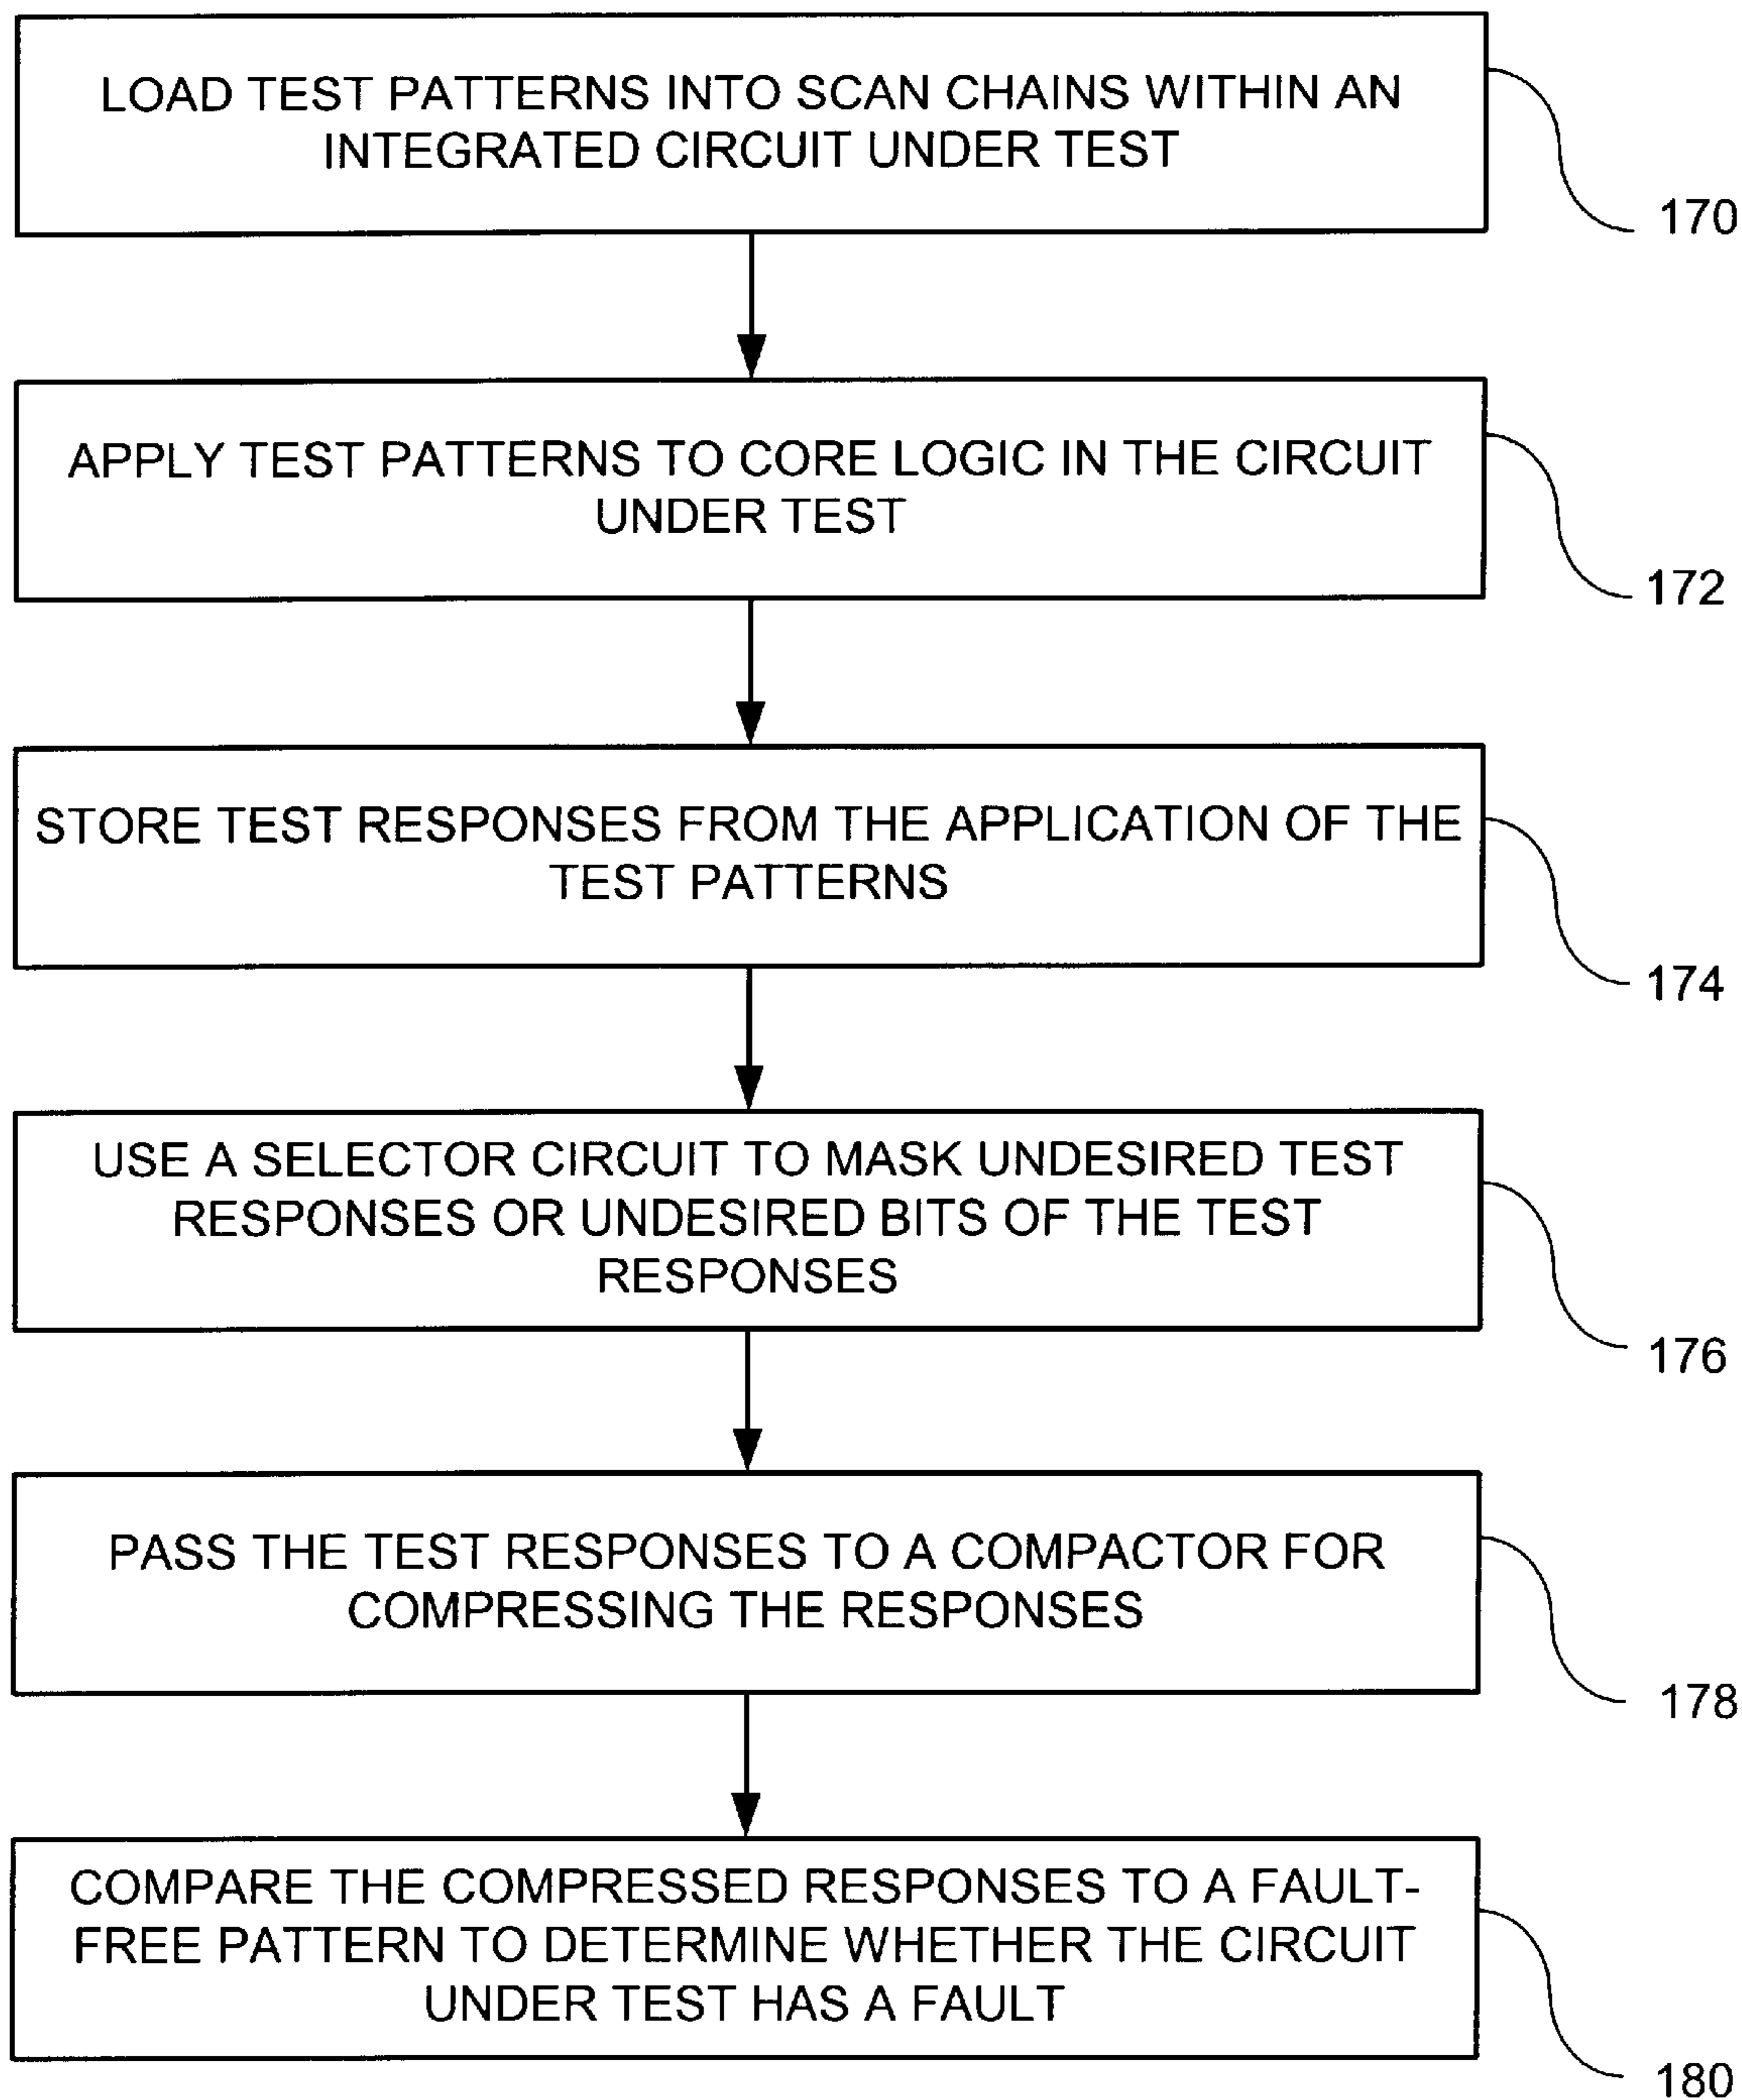 LOAD TEST PATTERNS INTO SCAN CHAINS WITHIN AN
INTEGRATED CIRCUIT UNDER TEST
170
APPLY TEST PATTERNS TO CORE LOGIC IN THE CIRCUIT
UNDER TEST
172
STORE TEST RESPONSES FROM THE APPLICATION OF THE
TEST PATTERNS
174
USE A SELECTOR CIRCUIT TO MASK UNDESIRED TEST
RESPONSES OR UNDESIRED BITS OF THE TEST
RESPONSES
176
PASS THE TEST RESPONSES TO A COMPACTOR FOR
COMPRESSING THE RESPONSES
178
COMPARE THE COMPRESSED RESPONSES TO A FAULT-
FREE PATTERN TO DETERMINE WHETHER THE CIRCUIT
UNDER TEST HAS A FAULT
180